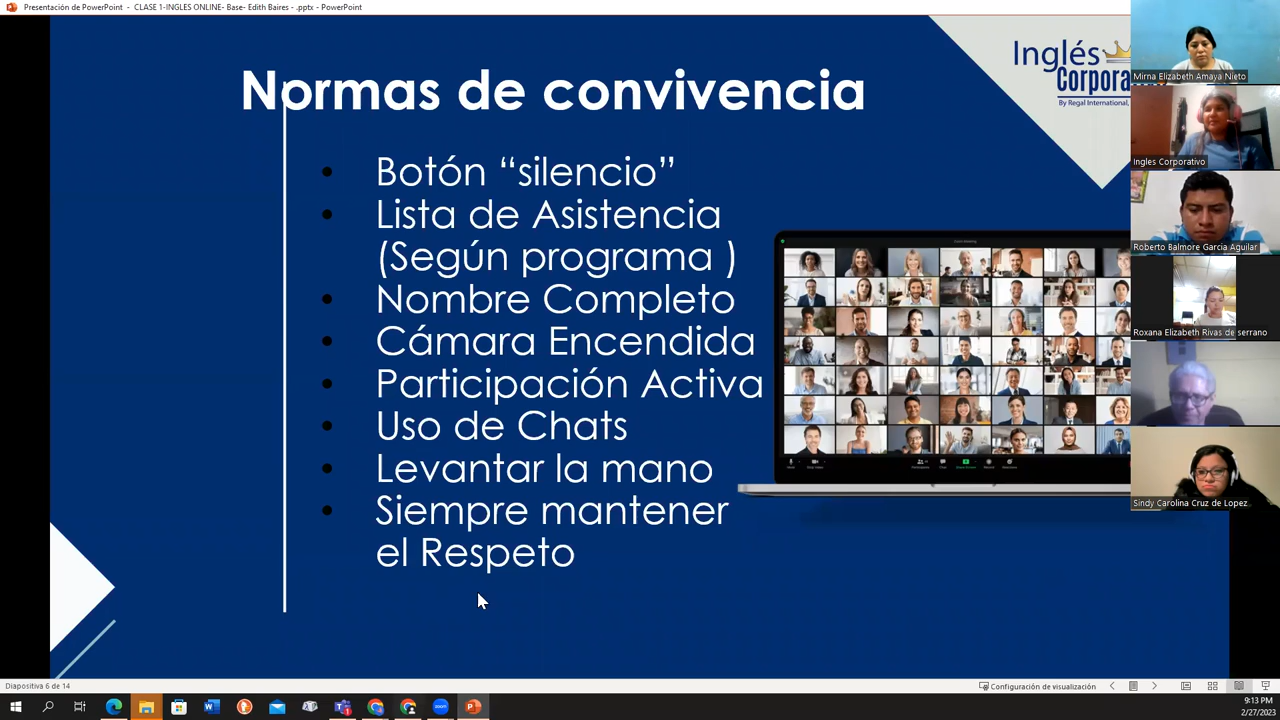 Presentación de PowerPoint - CLASE 1-INGLES ONLINE- Base- Edith Baires - .pptx - PowerPoint
Normas de convivencia
Inglés
Corpora
By Regal International,
• Botón “silencio”
• Lista de Asistencia
(Según programa )
• Nombre Completo
• Cámara Encendida
• Participación Activa
• Uso de Chats
• Levantar la mano
• Siempre mantener
el Respeto
Mirna Elizabeth Amaya Nieto
Ingles Corporativo
Roberto Balmore Garcia Aguilar
Roxana Elizabeth Rivas de serrano
Sindy Carolina Cruz de Lopez
Diapositiva 6 de 14
Configuración de visualización
9:13 PM
2/27/2023